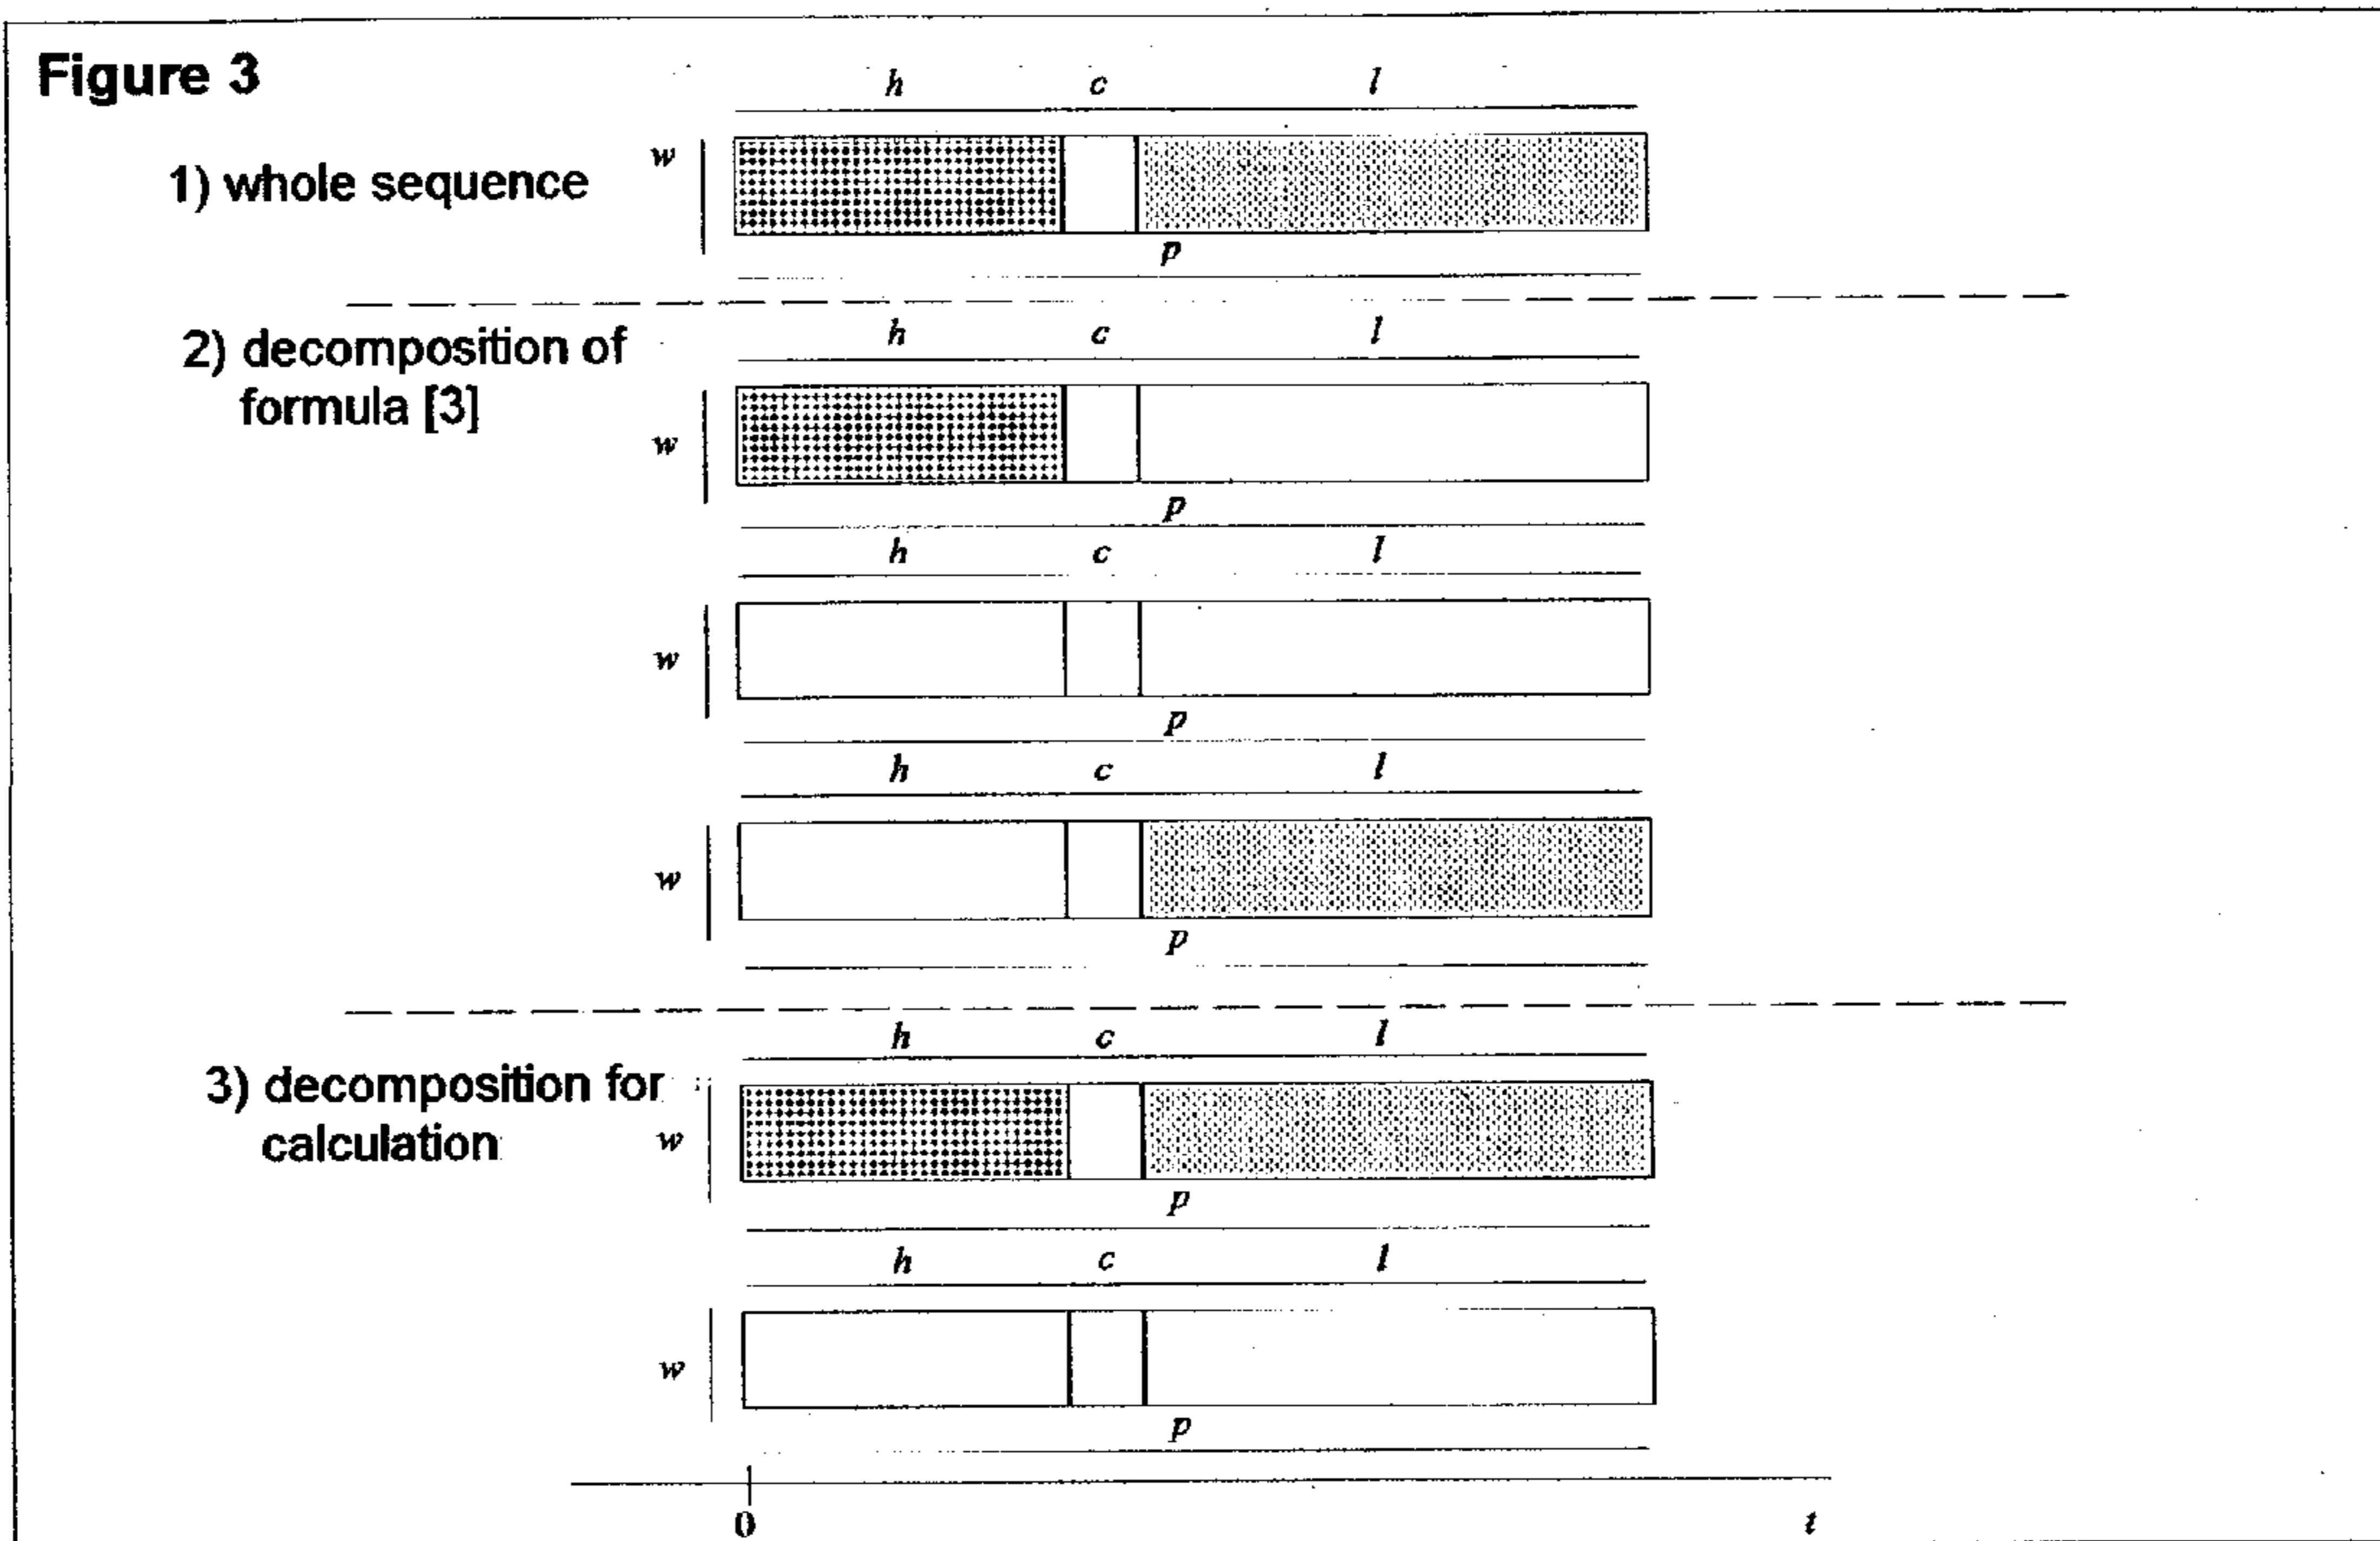 Figure 3
h c l
1) whole sequence
w
p
h c l
2) decomposition of
formula [3]
w
p
h c l
w
p
h c l
w
p
h c l
3) decomposition for
calculation
w
p
h c l
w
p
0 t